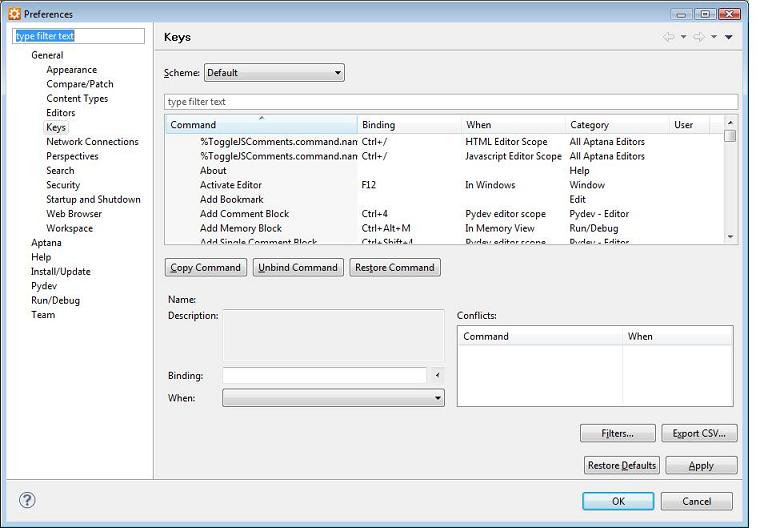 Preferences
type filter text
General
Appearance
Compare/Patch
Content Types
Editors
Keys
Network Connections
Perspectives
Search
Security
Startup and Shutdown
Web Browser
Workspace
Aptana
Help
Install/Update
Pydev
Run/Debug
Team
Keys
Scheme: Default
type filter text
Command Binding When Category User
%ToggleJSComments.command.nam Ctrl+/ HTML Editor Scope All Aptana Editors
%ToggleJSComments.command.nam Ctrl+/ Javascript Editor Scope All Aptana Editors
About Help
Activate Editor F12 In Windows Window
Add Bookmark Edit
Add Comment Block Ctrl+4 Pydev editor scope Pydev - Editor
Add Memory Block Ctrl+Alt+M In Memory View Run/Debug
Add Single Comment Block Ctrl+Shift+4 Pydev editor scope Pydev - Editor
Copy Command Unbind Command Restore Command
Name:
Description:
Binding:
When:
Conflicts:
Command When
Filters... Export CSV...
Restore Defaults Apply
? OK Cancel